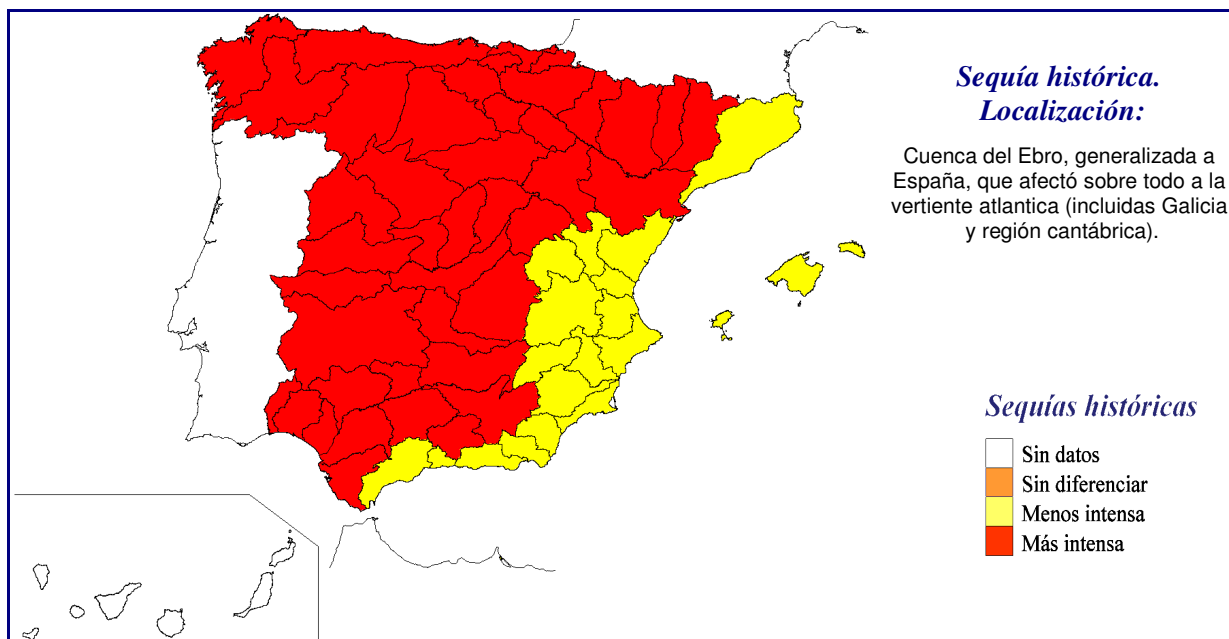 Sequía histórica.
Localización:
Cuenca del Ebro, generalizada a
España, que afectó sobre todo a la
vertiente atlantica (incluidas Galicia
y región cantábrica).
Sequías históricas
Sin datos
Sin diferenciar
Menos intensa
Más intensa